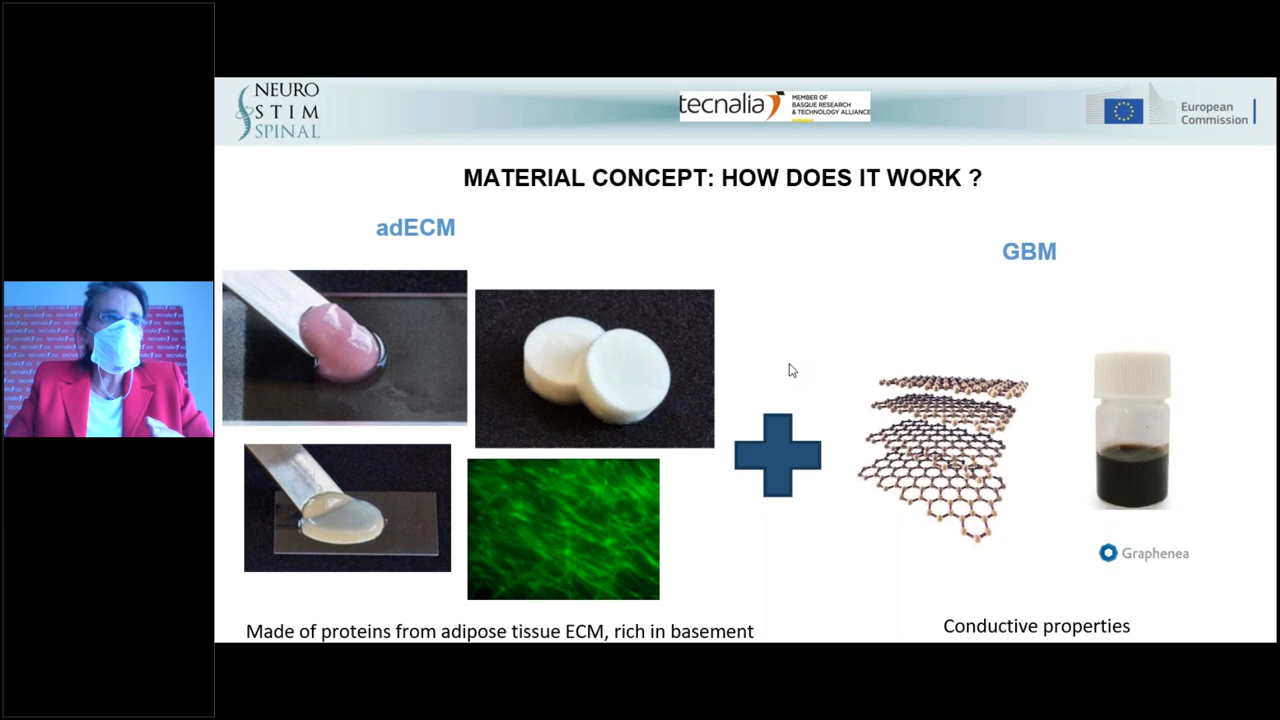 NEURO
STIM
SPINAL
tecnalia
MEMBER OF
BASQUE RESEARCH
& TECHNOLOGY ALLIANCE
European
Commission
MATERIAL CONCEPT: HOW DOES IT WORK ?
adECM
GBM
Graphenea
Made of proteins from adipose tissue ECM, rich in basement
Conductive properties